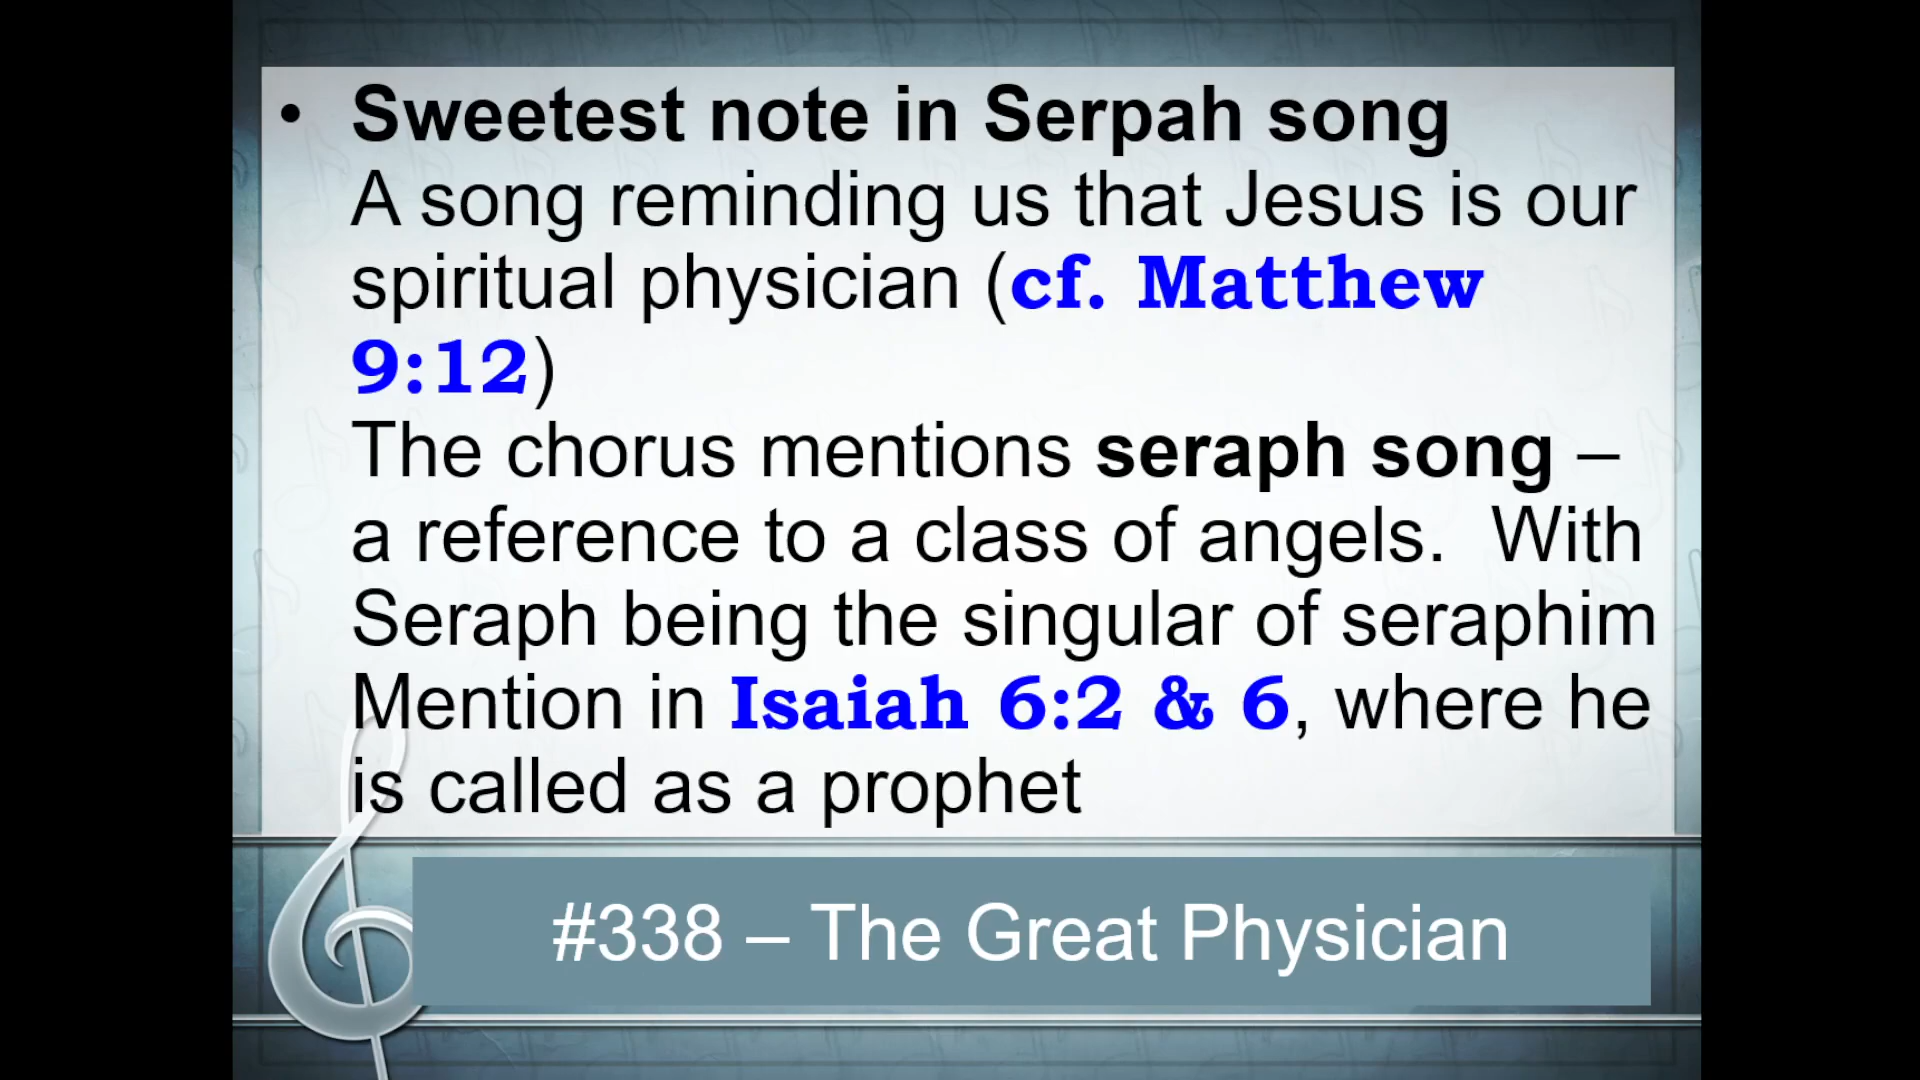 • Sweetest note in Serpah song
A song reminding us that Jesus is our
spiritual physician (cf. Matthew
9:12)
The chorus mentions seraph song –
a reference to a class of angels.  With
Seraph being the singular of seraphim
Mention in Isaiah 6:2 & 6, where he
is called as a prophet
#338 – The Great Physician